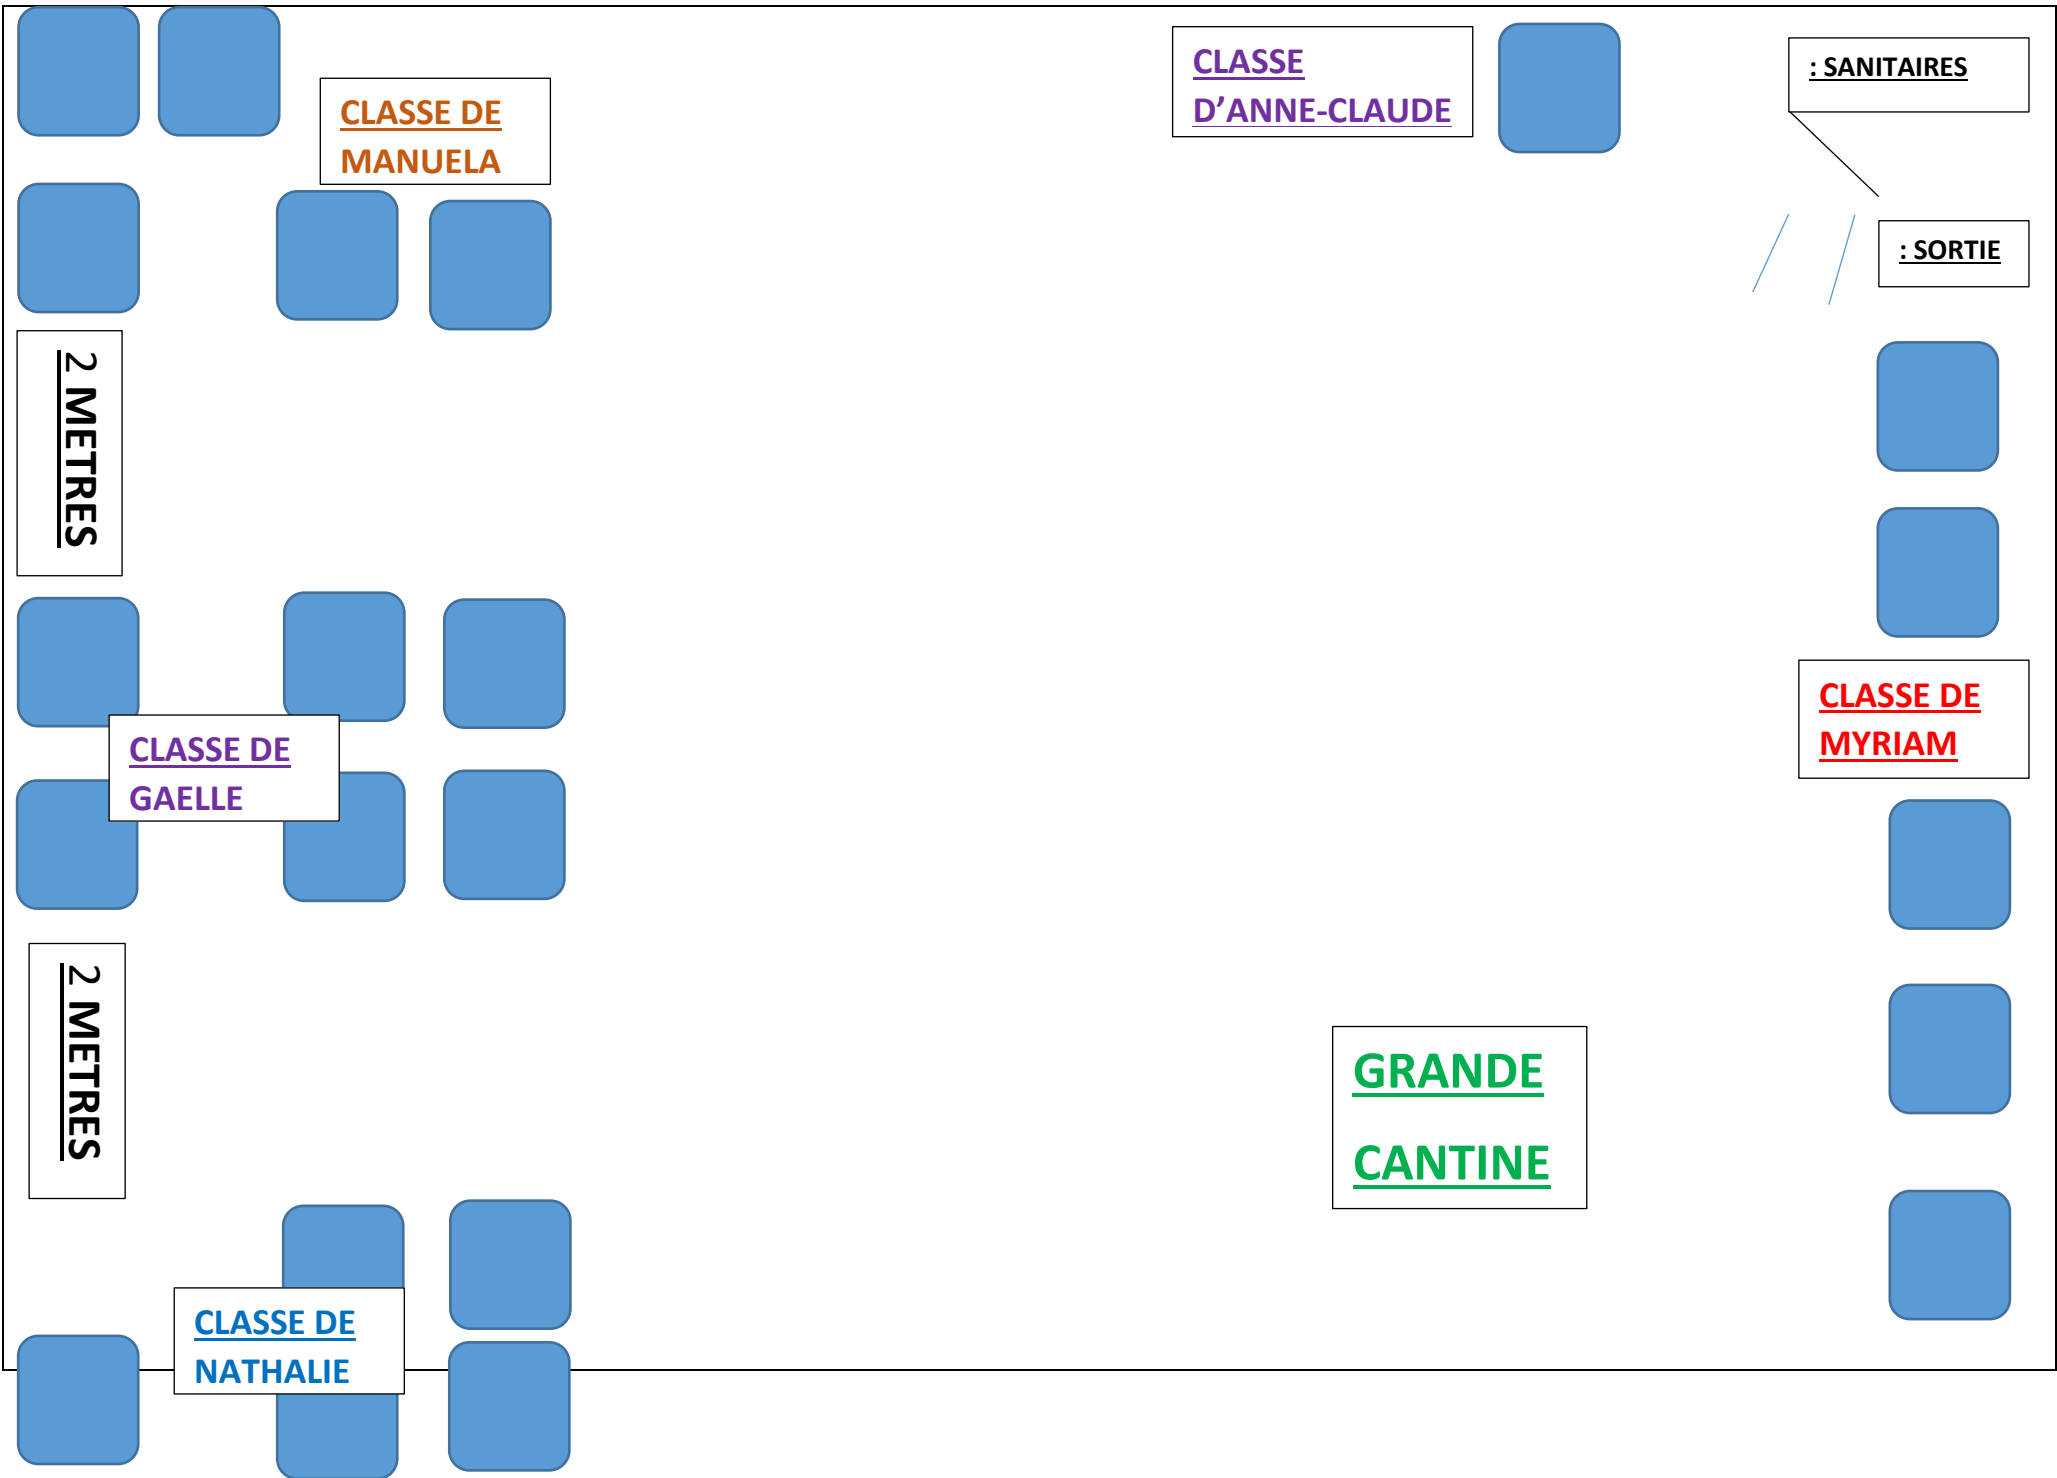 CLASSE DE
MANUELA
CLASSE
D’ANNE-CLAUDE
: SANITAIRES
: SORTIE
2 METRES
CLASSE DE
GAELLE
CLASSE DE
MYRIAM
2 METRES
GRANDE
CANTINE
CLASSE DE
NATHALIE